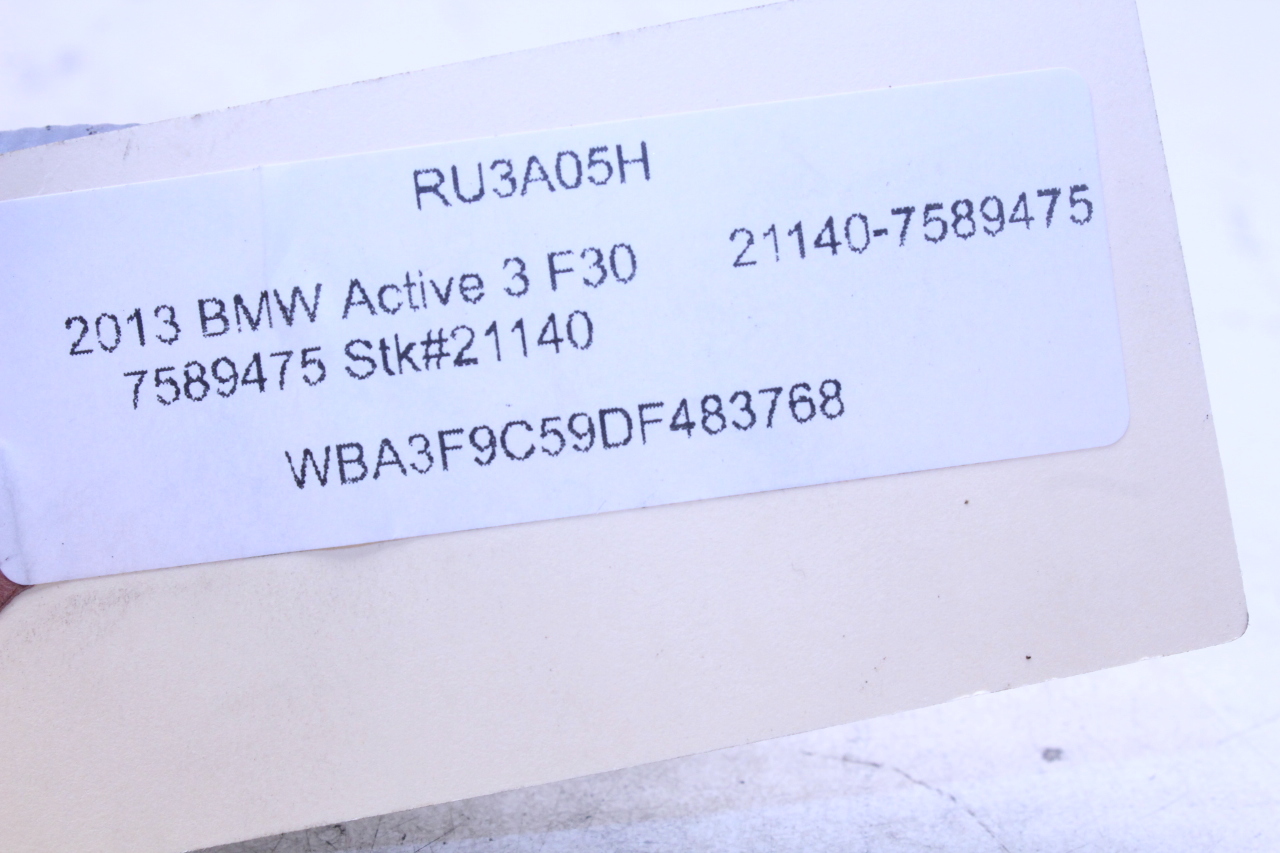 RU3A05H
2013 BMW Active 3 F30 21140-7589475
7589475 Stk#21140
WBA3F9C59DF483768